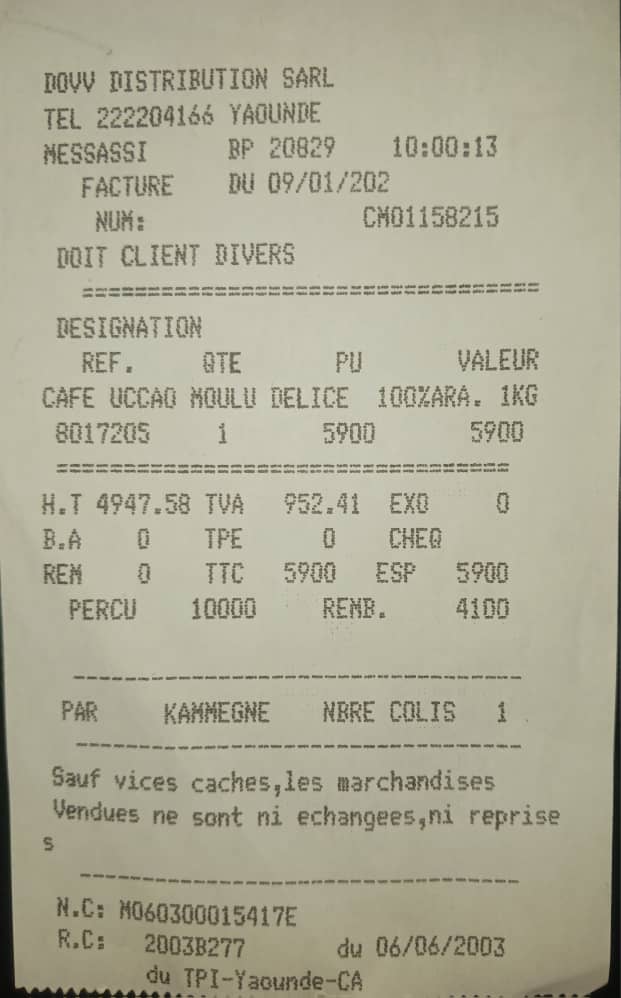 DOVV DISTRIBUTION SARL
TEL 222204166 YAOUNDE
MESSASSI BP 20829 10:00:13
FACTURE DU 09/01/202
NUM: CM01158215
DOIT CLIENT DIVERS
===================================
DESIGNATION
REF. QTE PU VALEUR
CAFE UCCAO MOULU DELICE 100%ARA. 1KG
8017205 1 5900 5900
===================================
H.T 4947.58 TVA 952.41 EXO 0
B.A 0 TPE 0 CHEQ
REM 0 TTC 5900 ESP 5900
PERCU 10000 REMB. 4100
-----------------------------------
PAR KAMMEGNE NBRE COLIS 1
-----------------------------------
Sauf vices caches,les marchandises
Vendues ne sont ni echangees,ni reprise
s
-----------------------------------
N.C: M060300015417E
R.C: 2003B277 du 06/06/2003
du TPI-Yaounde-CA